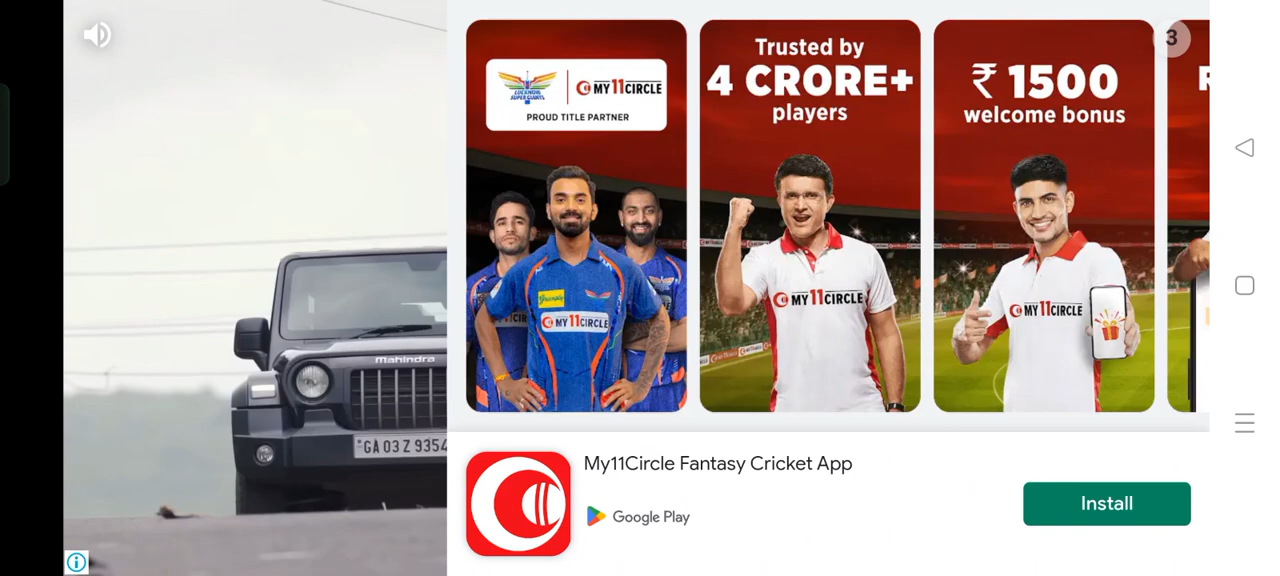 LUCKNOW
SUPER GIANTS
MY11CIRCLE
PROUD TITLE PARTNER
Greenply
MY11CIRCLE
Trusted by
4 CRORE+
players
MY11CIRCLE
₹ 1500
welcome bonus
MY11CIRCLE
3
Mahindra
GA 03 Z 9354
My11Circle Fantasy Cricket App
Google Play
Install